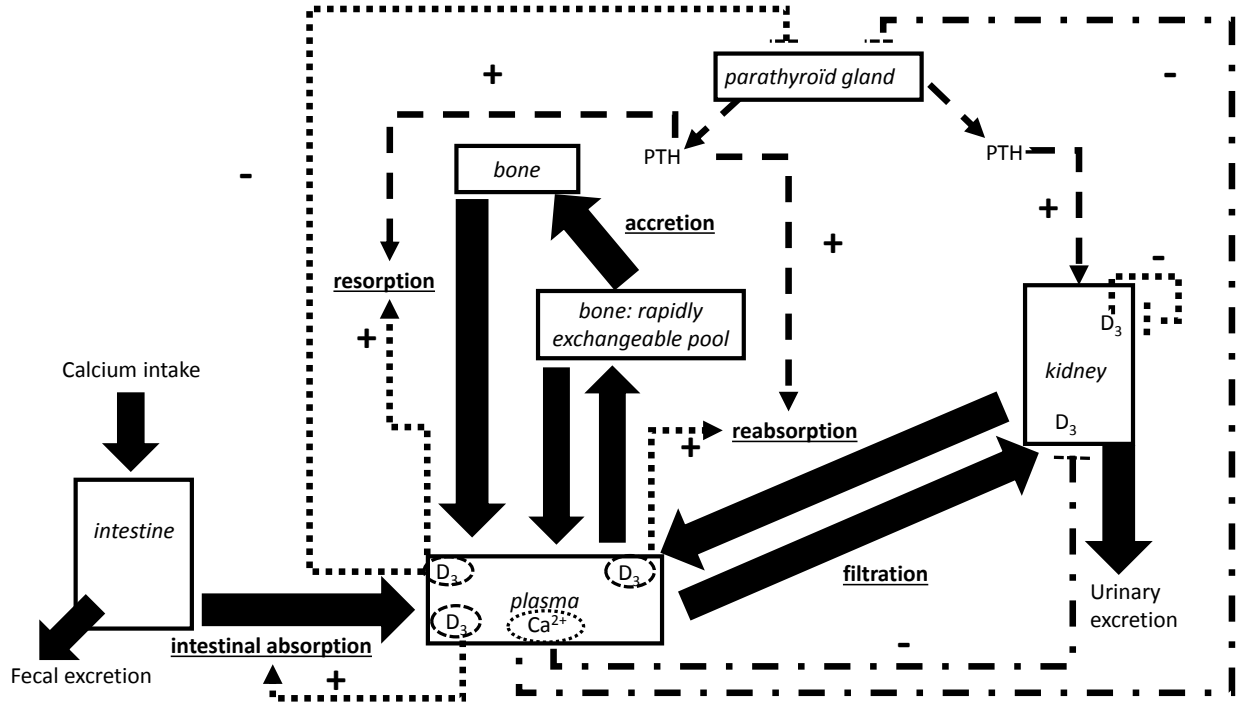 parathyroïd gland
+
-
PTH
PTH
bone
-
accretion
+
+
-
resorption
D3
bone: rapidly
exchangeable pool
+
kidney
Calcium intake
D3
reabsorption
+
intestine
D3
D3
filtration
plasma
D3
Ca2+
Urinary
excretion
intestinal absorption
-
Fecal excretion
+